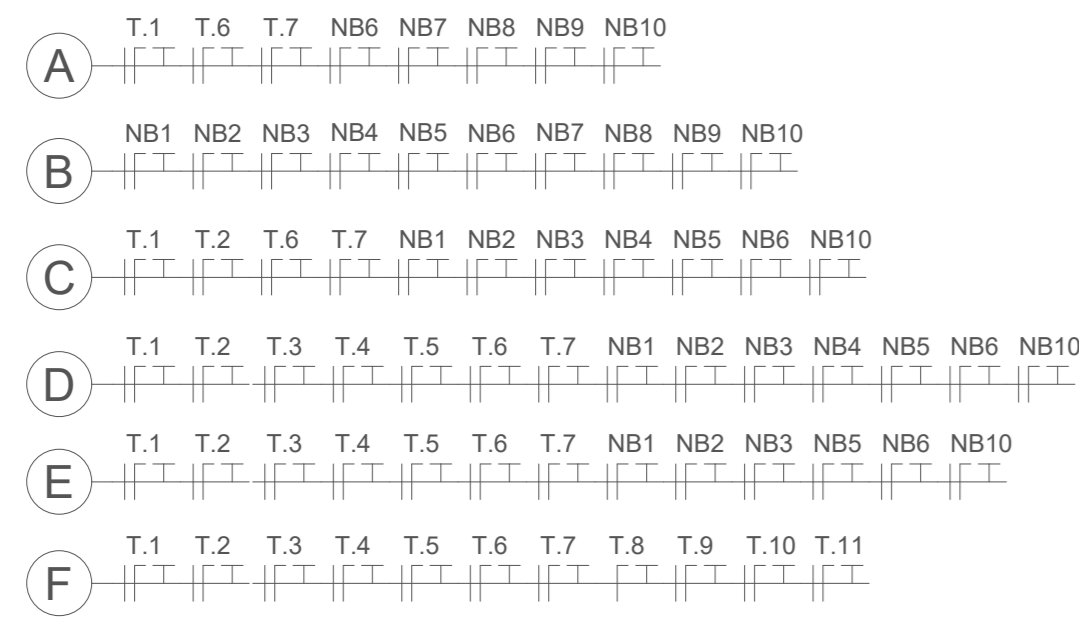 T.1 T.6 T.7 NB6 NB7 NB8 NB9 NB10
A
NB1 NB2 NB3 NB4 NB5 NB6 NB7 NB8 NB9 NB10
B
T.1 T.2 T.6 T.7 NB1 NB2 NB3 NB4 NB5 NB6 NB10
C
T.1 T.2 T.3 T.4 T.5 T.6 T.7 NB1 NB2 NB3 NB4 NB5 NB6 NB10
D
T.1 T.2 T.3 T.4 T.5 T.6 T.7 NB1 NB2 NB3 NB5 NB6 NB10
E
T.1 T.2 T.3 T.4 T.5 T.6 T.7 T.8 T.9 T.10 T.11
F